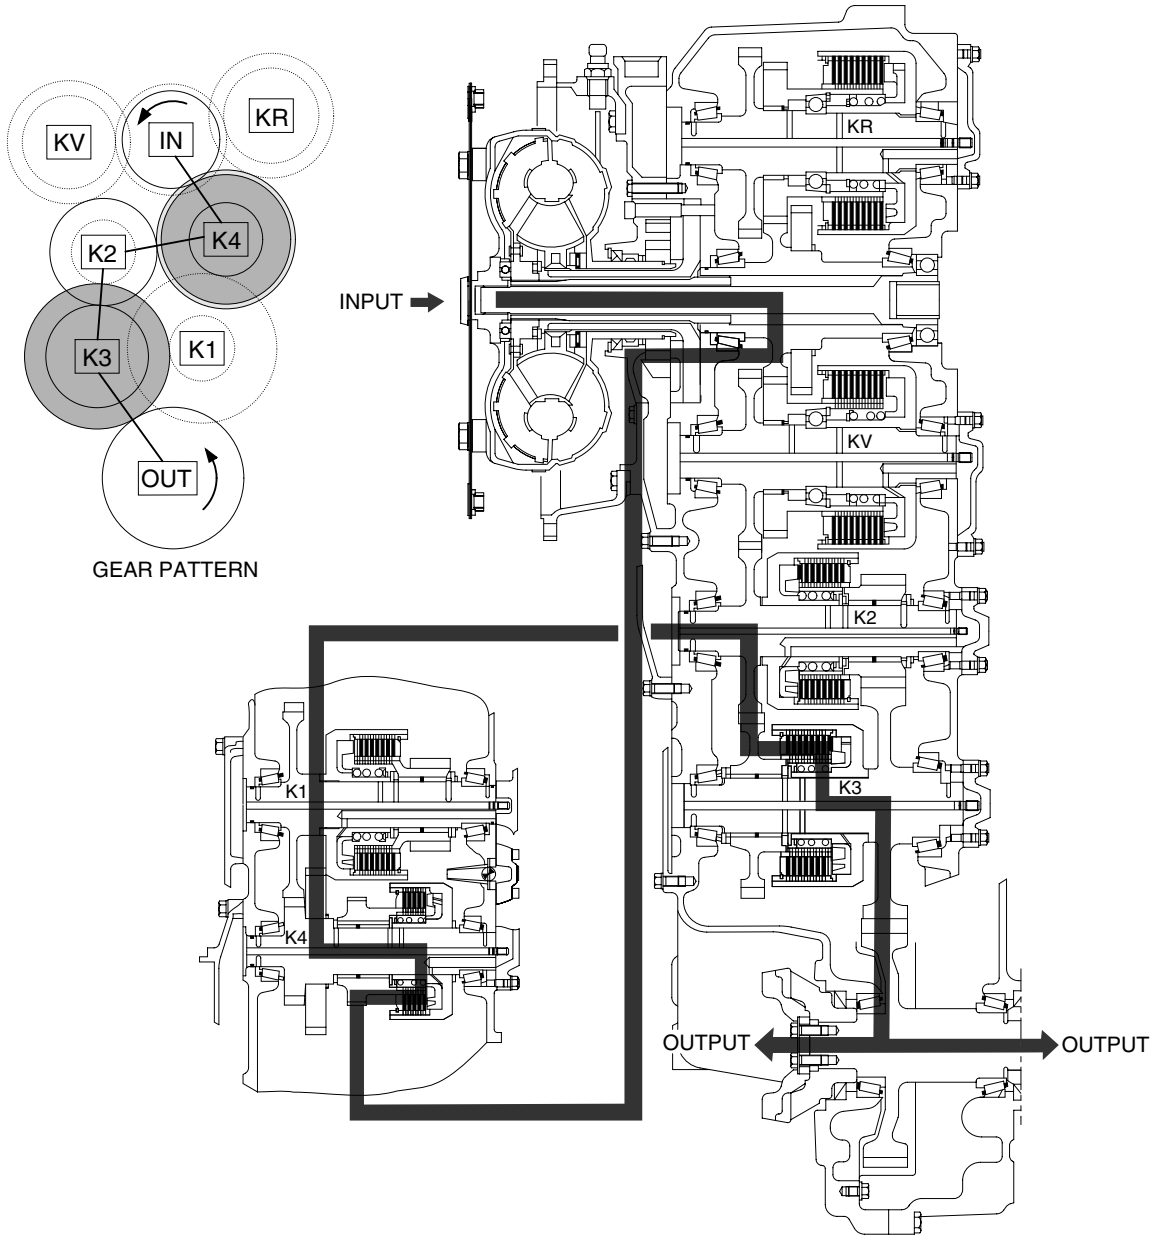 KV
IN
KR
K2
K4
K3
K1
OUT
GEAR PATTERN
INPUT
KR
KV
K2
K3
K1
K4
OUTPUT
OUTPUT